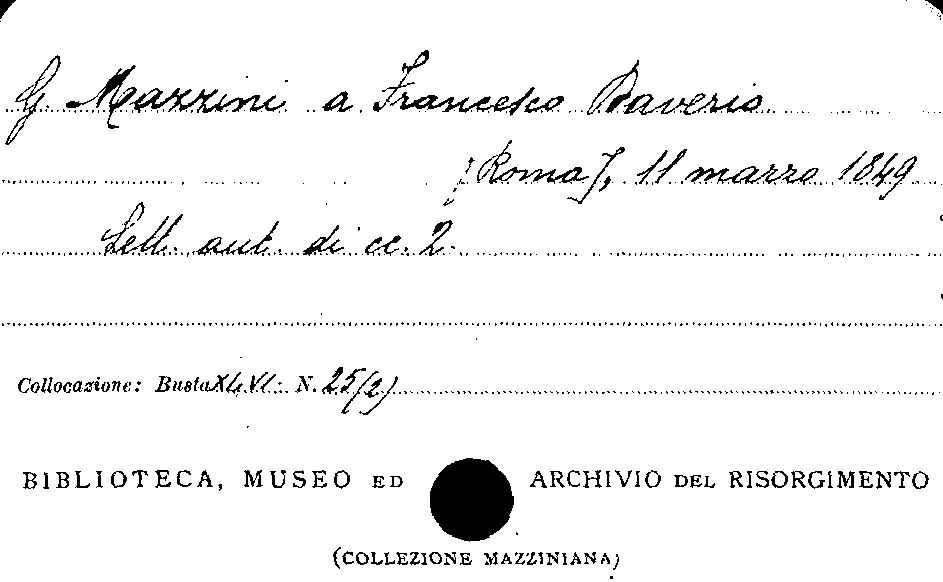 G. Mazzini a Francesco Daverio
[Roma], 11 marzo 1849
Lett. aut. di cc. 2.
Collocazione: Busta XLVI. N. 25(2)
BIBLIOTECA, MUSEO ED ARCHIVIO DEL RISORGIMENTO
(COLLEZIONE MAZZINIANA)